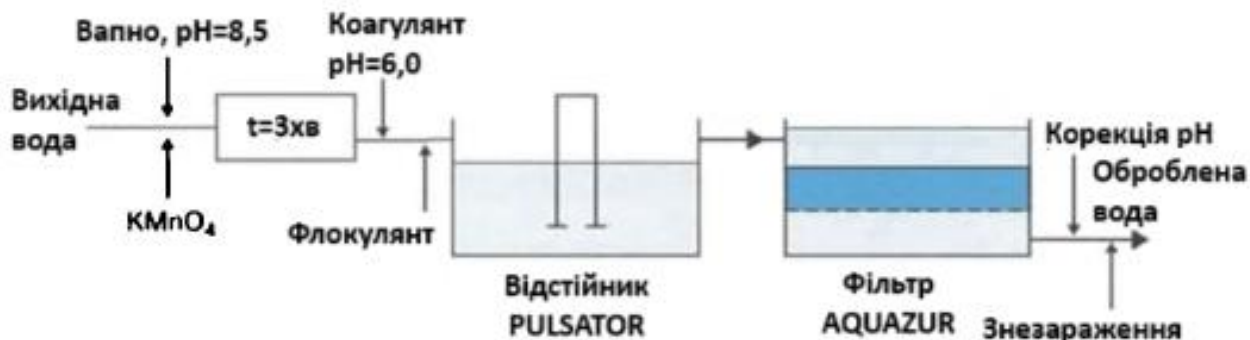 Вапно, pH=8,5
Коагулянт
pH=6,0
Вихідна
вода
t=3хв
KMnO₄
Флокулянт
Відстійник
PULSATOR
Фільтр
AQUAZUR
Корекція pH
Оброблена
вода
Знезараження